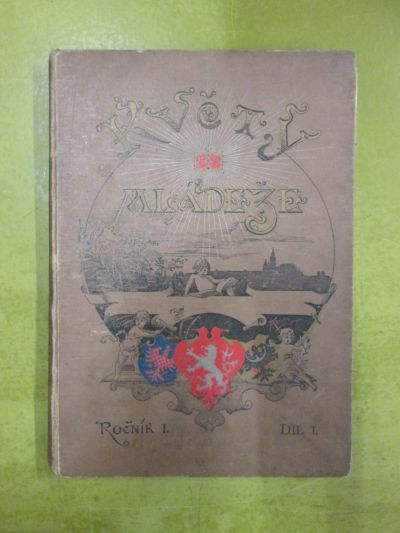 KVĚTY
MLÁDEŽE
ROČNÍK I.
DÍL I.